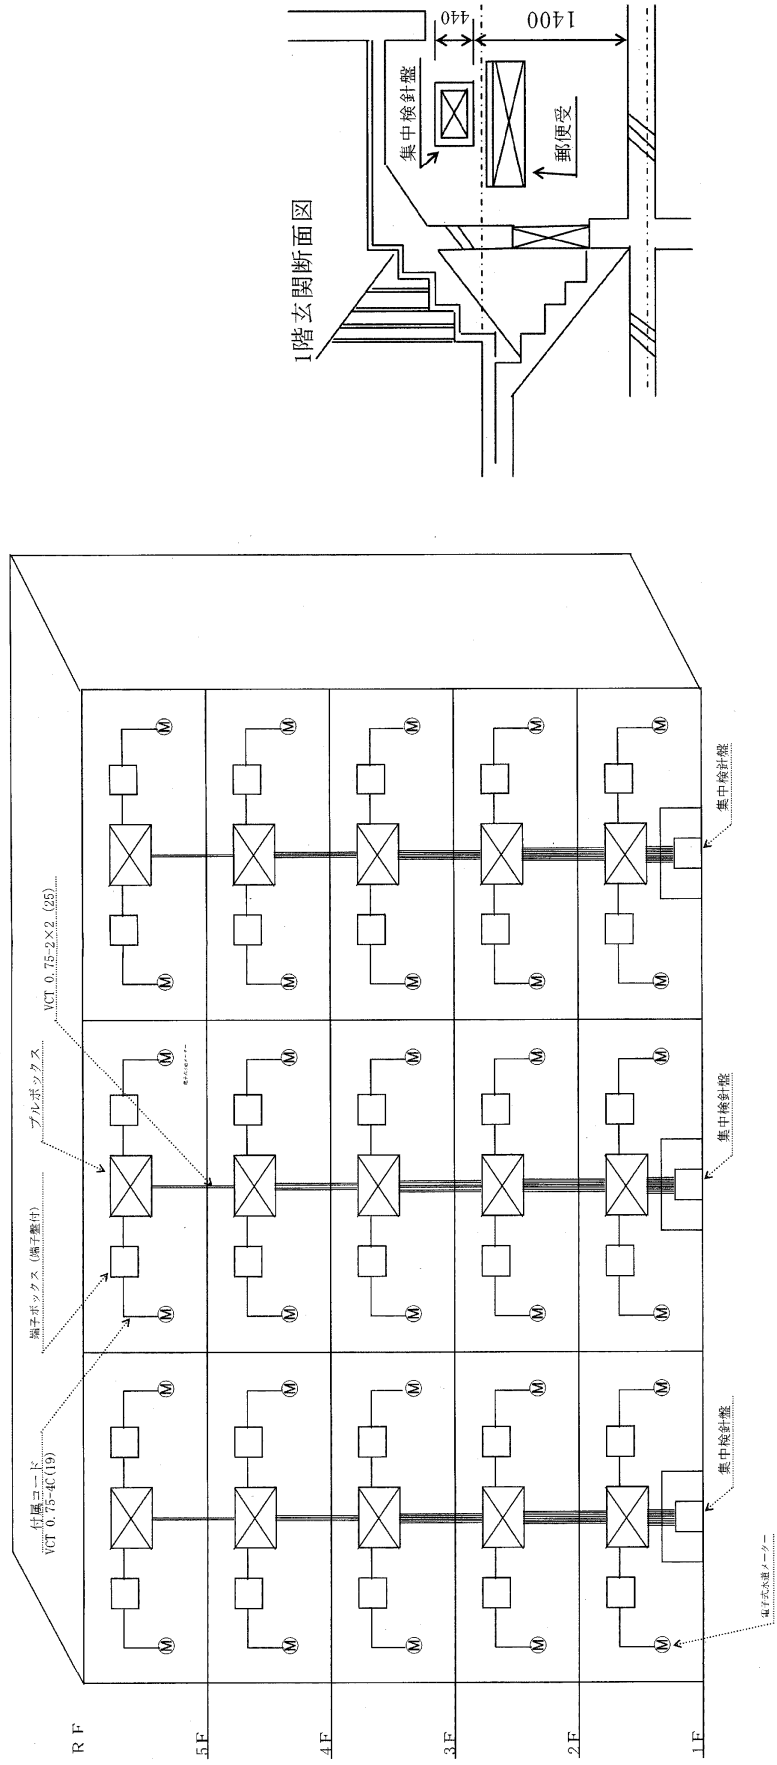 1階玄関断面図
集中検針盤
郵便受
440
1400
付属コード
VCT 0.75-4C(19)
端子ボックス(端子盤付)
プルボックス
VCT 0.75-2×2 (25)
RF
5F
4F
3F
2F
1F
M M M M M M
M M M M M M
M M M M M M
M M M M M M
M M M M M M
電子式水道メーター
集中検針盤
集中検針盤
集中検針盤